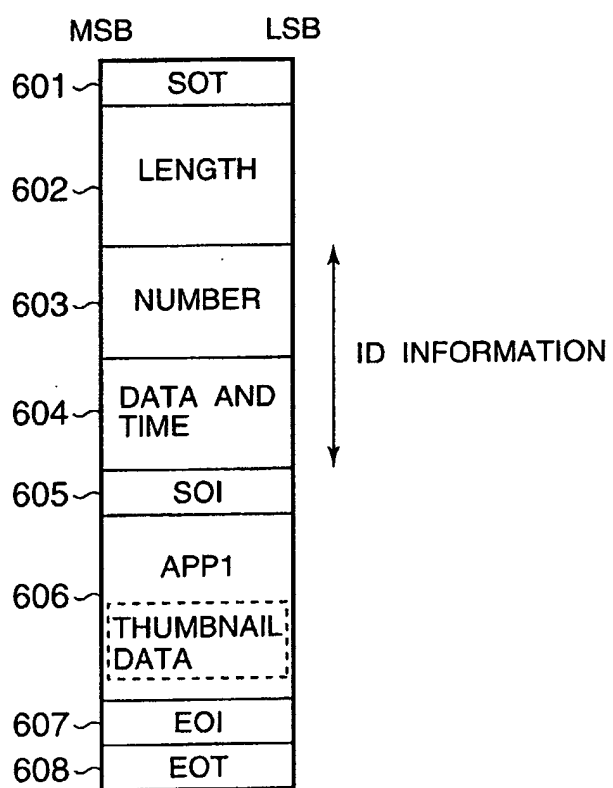 MSB LSB
601 SOT
602 LENGTH
603 NUMBER
ID INFORMATION
604 DATA AND
TIME
605 SOI
APP1
606
THUMBNAIL
DATA
607 EOI
608 EOT